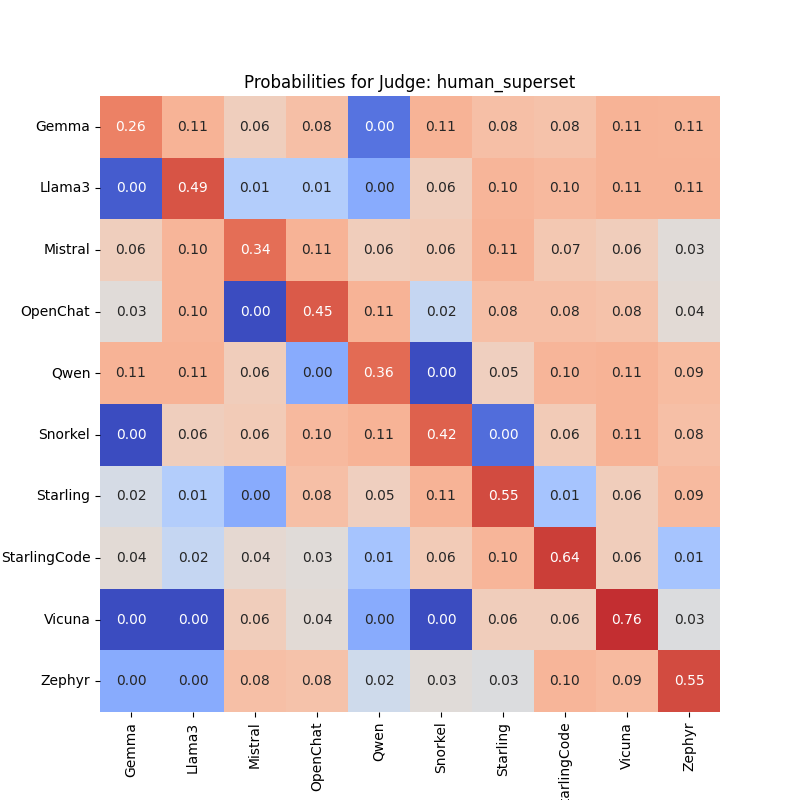 Probabilities for Judge: human_superset
Gemma 0.26 0.11 0.06 0.08 0.00 0.11 0.08 0.08 0.11 0.11
Llama3 0.00 0.49 0.01 0.01 0.00 0.06 0.10 0.10 0.11 0.11
Mistral 0.06 0.10 0.34 0.11 0.06 0.06 0.11 0.07 0.06 0.03
OpenChat 0.03 0.10 0.00 0.45 0.11 0.02 0.08 0.08 0.08 0.04
Qwen 0.11 0.11 0.06 0.00 0.36 0.00 0.05 0.10 0.11 0.09
Snorkel 0.00 0.06 0.06 0.10 0.11 0.42 0.00 0.06 0.11 0.08
Starling 0.02 0.01 0.00 0.08 0.05 0.11 0.55 0.01 0.06 0.09
StarlingCode 0.04 0.02 0.04 0.03 0.01 0.06 0.10 0.64 0.06 0.01
Vicuna 0.00 0.00 0.06 0.04 0.00 0.00 0.06 0.06 0.76 0.03
Zephyr 0.00 0.00 0.08 0.08 0.02 0.03 0.03 0.10 0.09 0.55
Gemma Llama3 Mistral OpenChat Qwen Snorkel Starling arlingCode Vicuna Zephyr